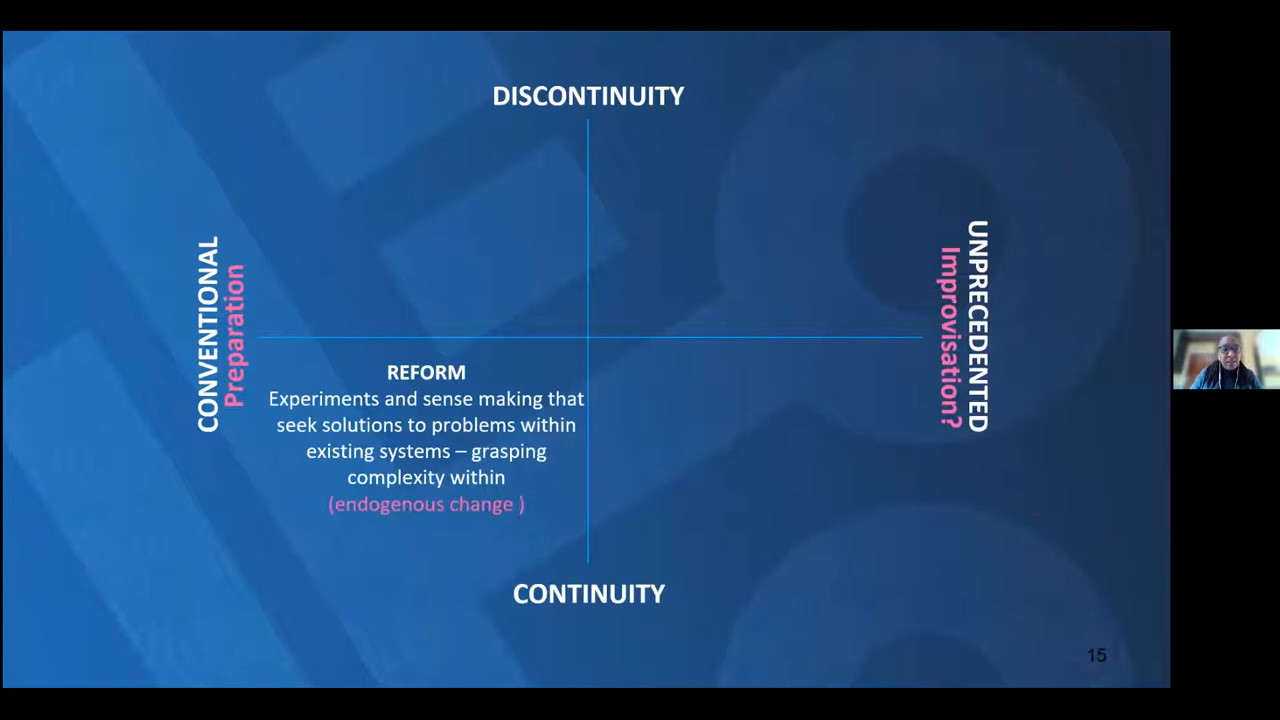 DISCONTINUITY
CONVENTIONAL
Preparation
UNPRECEDENTED
Improvisation?
REFORM
Experiments and sense making that
seek solutions to problems within
existing systems – grasping
complexity within
(endogenous change )
CONTINUITY
15